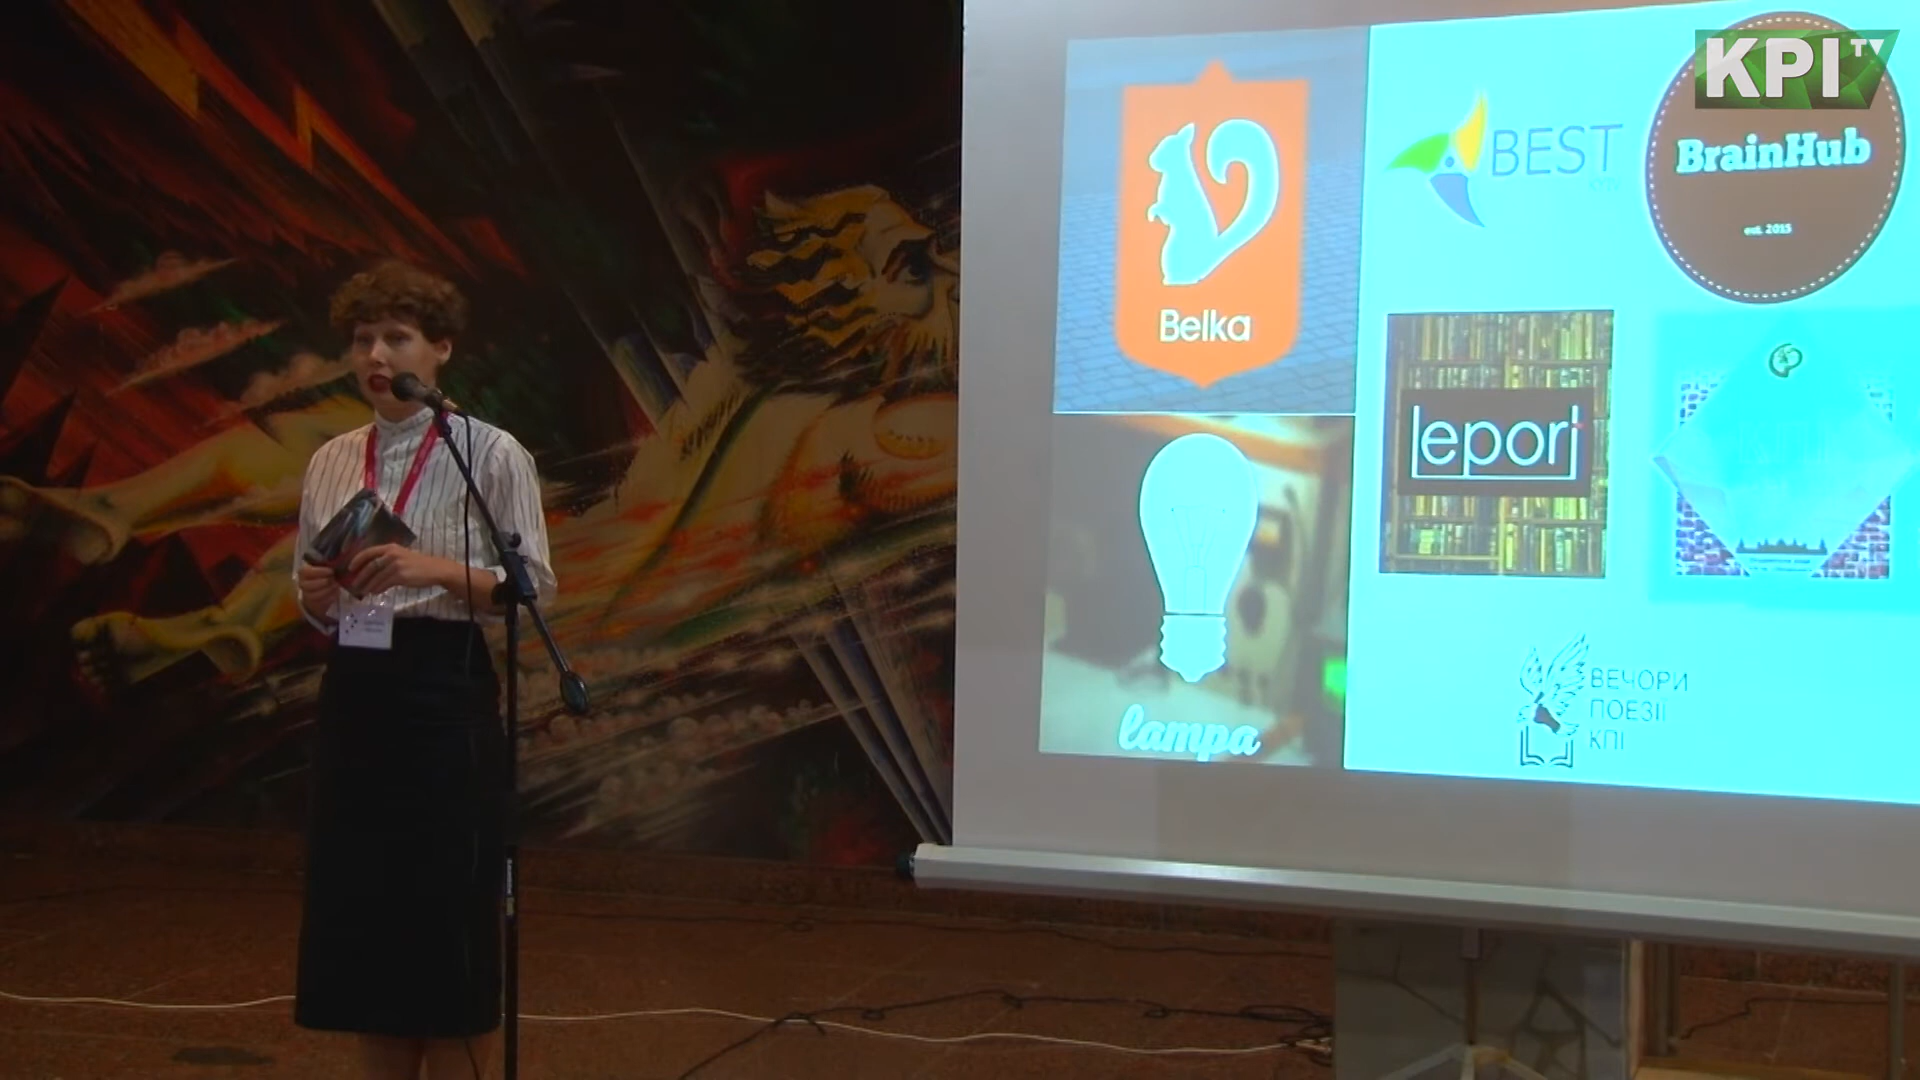 KPI TV
BEST
BrainHub
est. 2015
Belka
lepori
lampa
ВЕЧОРИ
ПОЕЗІЇ
КПІ